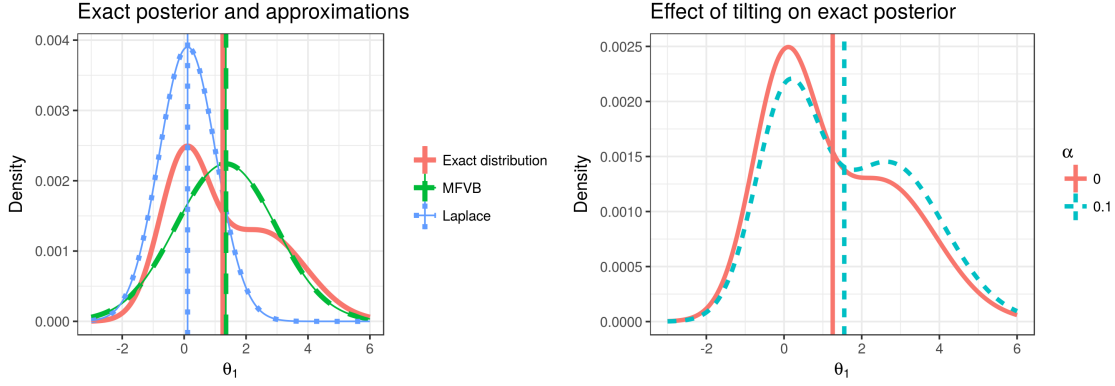 Exact posterior and approximations
0.004
0.003
0.002
0.001
0.000
Density
-2
0
2
4
6
θ1
Exact distribution
MFVB
Laplace
Effect of tilting on exact posterior
0.0025
0.0020
0.0015
0.0010
0.0005
0.0000
Density
-2
0
2
4
6
θ1
α
0
0.1